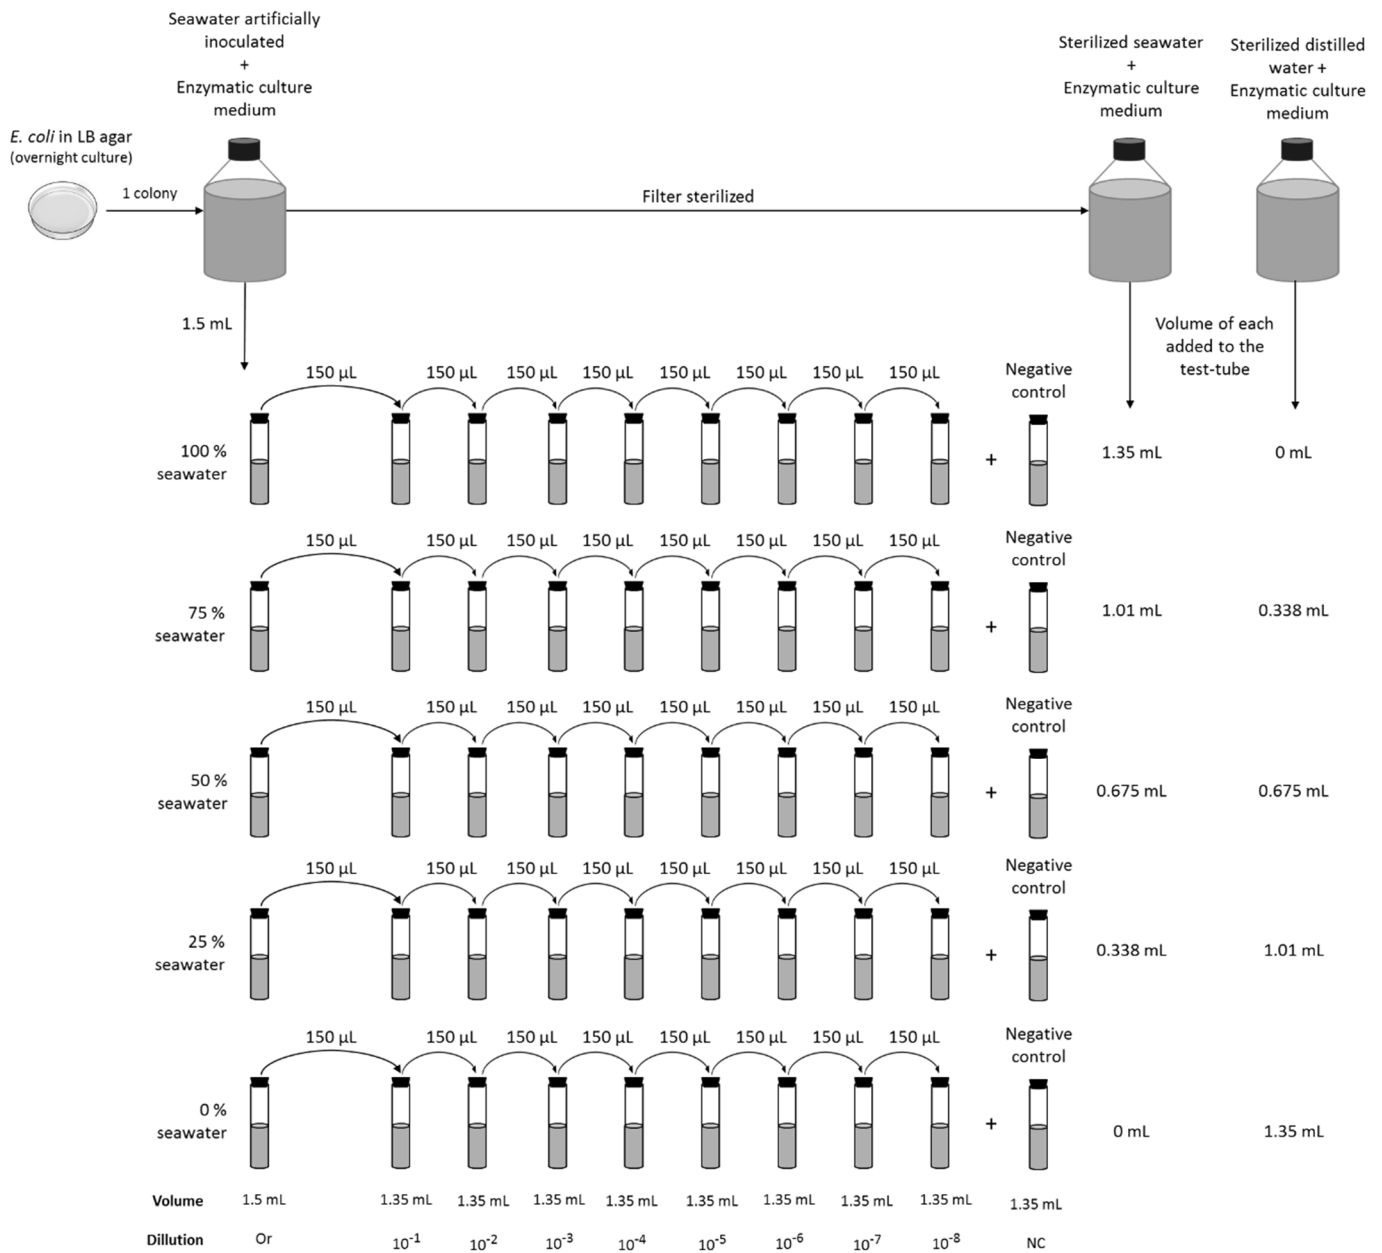 Seawater artificially
inoculated
+
Enzymatic culture
medium
Sterilized seawater
+
Enzymatic culture
medium
Sterilized distilled
water +
Enzymatic culture
medium
E. coli in LB agar
(overnight culture)
1 colony
Filter sterilized
1.5 mL
Volume of each
added to the
test-tube
150 µL 150 µL 150 µL 150 µL 150 µL 150 µL 150 µL 150 µL
Negative
control
100 %
seawater
+
1.35 mL
0 mL
150 µL 150 µL 150 µL 150 µL 150 µL 150 µL 150 µL 150 µL
Negative
control
75 %
seawater
+
1.01 mL
0.338 mL
150 µL 150 µL 150 µL 150 µL 150 µL 150 µL 150 µL 150 µL
Negative
control
50 %
seawater
+
0.675 mL
0.675 mL
150 µL 150 µL 150 µL 150 µL 150 µL 150 µL 150 µL 150 µL
Negative
control
25 %
seawater
+
0.338 mL
1.01 mL
150 µL 150 µL 150 µL 150 µL 150 µL 150 µL 150 µL 150 µL
Negative
control
0 %
seawater
+
0 mL
1.35 mL
Volume 1.5 mL 1.35 mL 1.35 mL 1.35 mL 1.35 mL 1.35 mL 1.35 mL 1.35 mL 1.35 mL 1.35 mL
Dillution Or 10⁻¹ 10⁻² 10⁻³ 10⁻⁴ 10⁻⁵ 10⁻⁶ 10⁻⁷ 10⁻⁸ NC